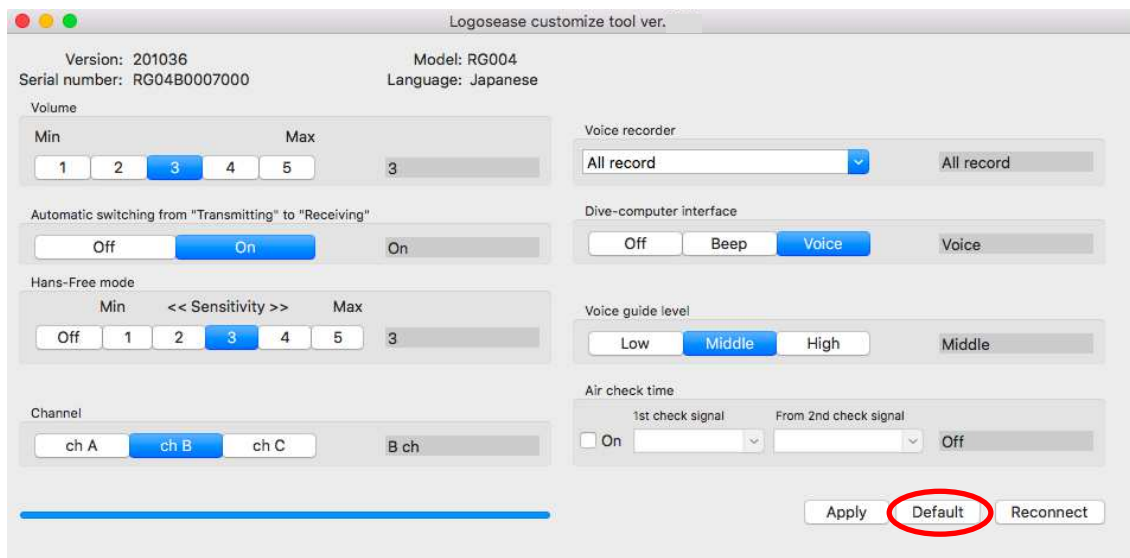 Logosease customize tool ver.
Version: 201036
Serial number: RG04B0007000
Model: RG004
Language: Japanese
Volume
Min Max
1 2 3 4 5 3
Automatic switching from "Transmitting" to "Receiving"
Off On On
Hans-Free mode
Min << Sensitivity >> Max
Off 1 2 3 4 5 3
Channel
ch A ch B ch C B ch
Voice recorder
All record All record
Dive-computer interface
Off Beep Voice Voice
Voice guide level
Low Middle High Middle
Air check time
1st check signal From 2nd check signal
On Off
Apply Default Reconnect